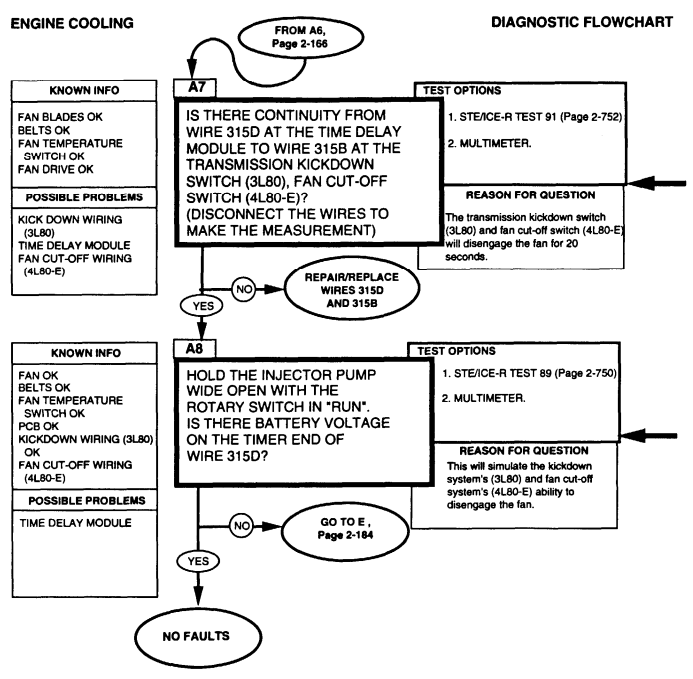 ENGINE COOLING
DIAGNOSTIC FLOWCHART
FROM A6,
Page 2-166
KNOWN INFO
FAN BLADES OK
BELTS OK
FAN TEMPERATURE
SWITCH OK
FAN DRIVE OK
POSSIBLE PROBLEMS
KICK DOWN WIRING
(3L80)
TIME DELAY MODULE
FAN CUT-OFF WIRING
(4L80-E)
A7
IS THERE CONTINUITY FROM
WIRE 315D AT THE TIME DELAY
MODULE TO WIRE 315B AT THE
TRANSMISSION KICKDOWN
SWITCH (3L80), FAN CUT-OFF
SWITCH (4L80-E)?
(DISCONNECT THE WIRES TO
MAKE THE MEASUREMENT)
TEST OPTIONS
1. STE/ICE-R TEST 91 (Page 2-752)
2. MULTIMETER.
REASON FOR QUESTION
The transmission kickdown switch
(3L80) and fan cut-off switch (4L80-E)
will disengage the fan for 20
seconds.
NO
REPAIR/REPLACE
WIRES 315D
AND 315B
YES
KNOWN INFO
FAN OK
BELTS OK
FAN TEMPERATURE
SWITCH OK
PCB OK
KICKDOWN WIRING (3L80)
OK
FAN CUT-OFF WIRING
(4L80-E)
POSSIBLE PROBLEMS
TIME DELAY MODULE
A8
HOLD THE INJECTOR PUMP
WIDE OPEN WITH THE
ROTARY SWITCH IN "RUN".
IS THERE BATTERY VOLTAGE
ON THE TIMER END OF
WIRE 315D?
TEST OPTIONS
1. STE/ICE-R TEST 89 (Page 2-750)
2. MULTIMETER.
REASON FOR QUESTION
This will simulate the kickdown
system's (3L80) and fan cut-off
system's (4L80-E) ability to
disengage the fan.
NO
GO TO E ,
Page 2-184
YES
NO FAULTS